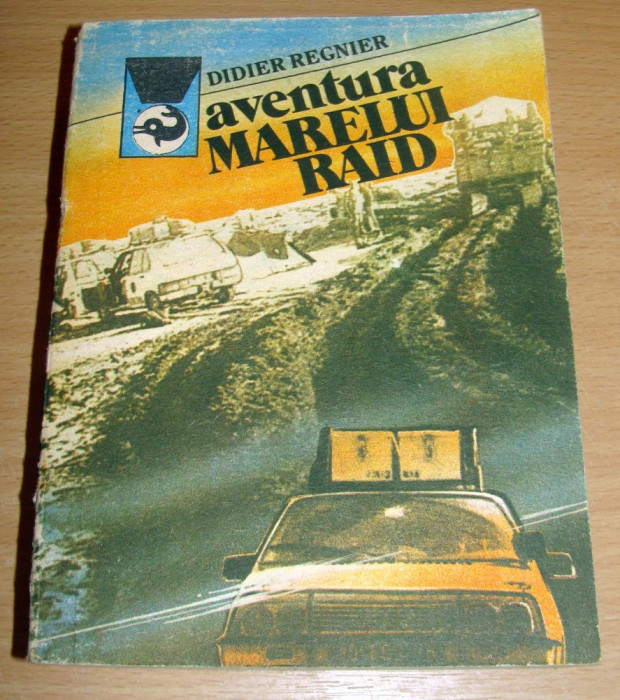 DIDIER REGNIER
aventura
MARELUI
RAID